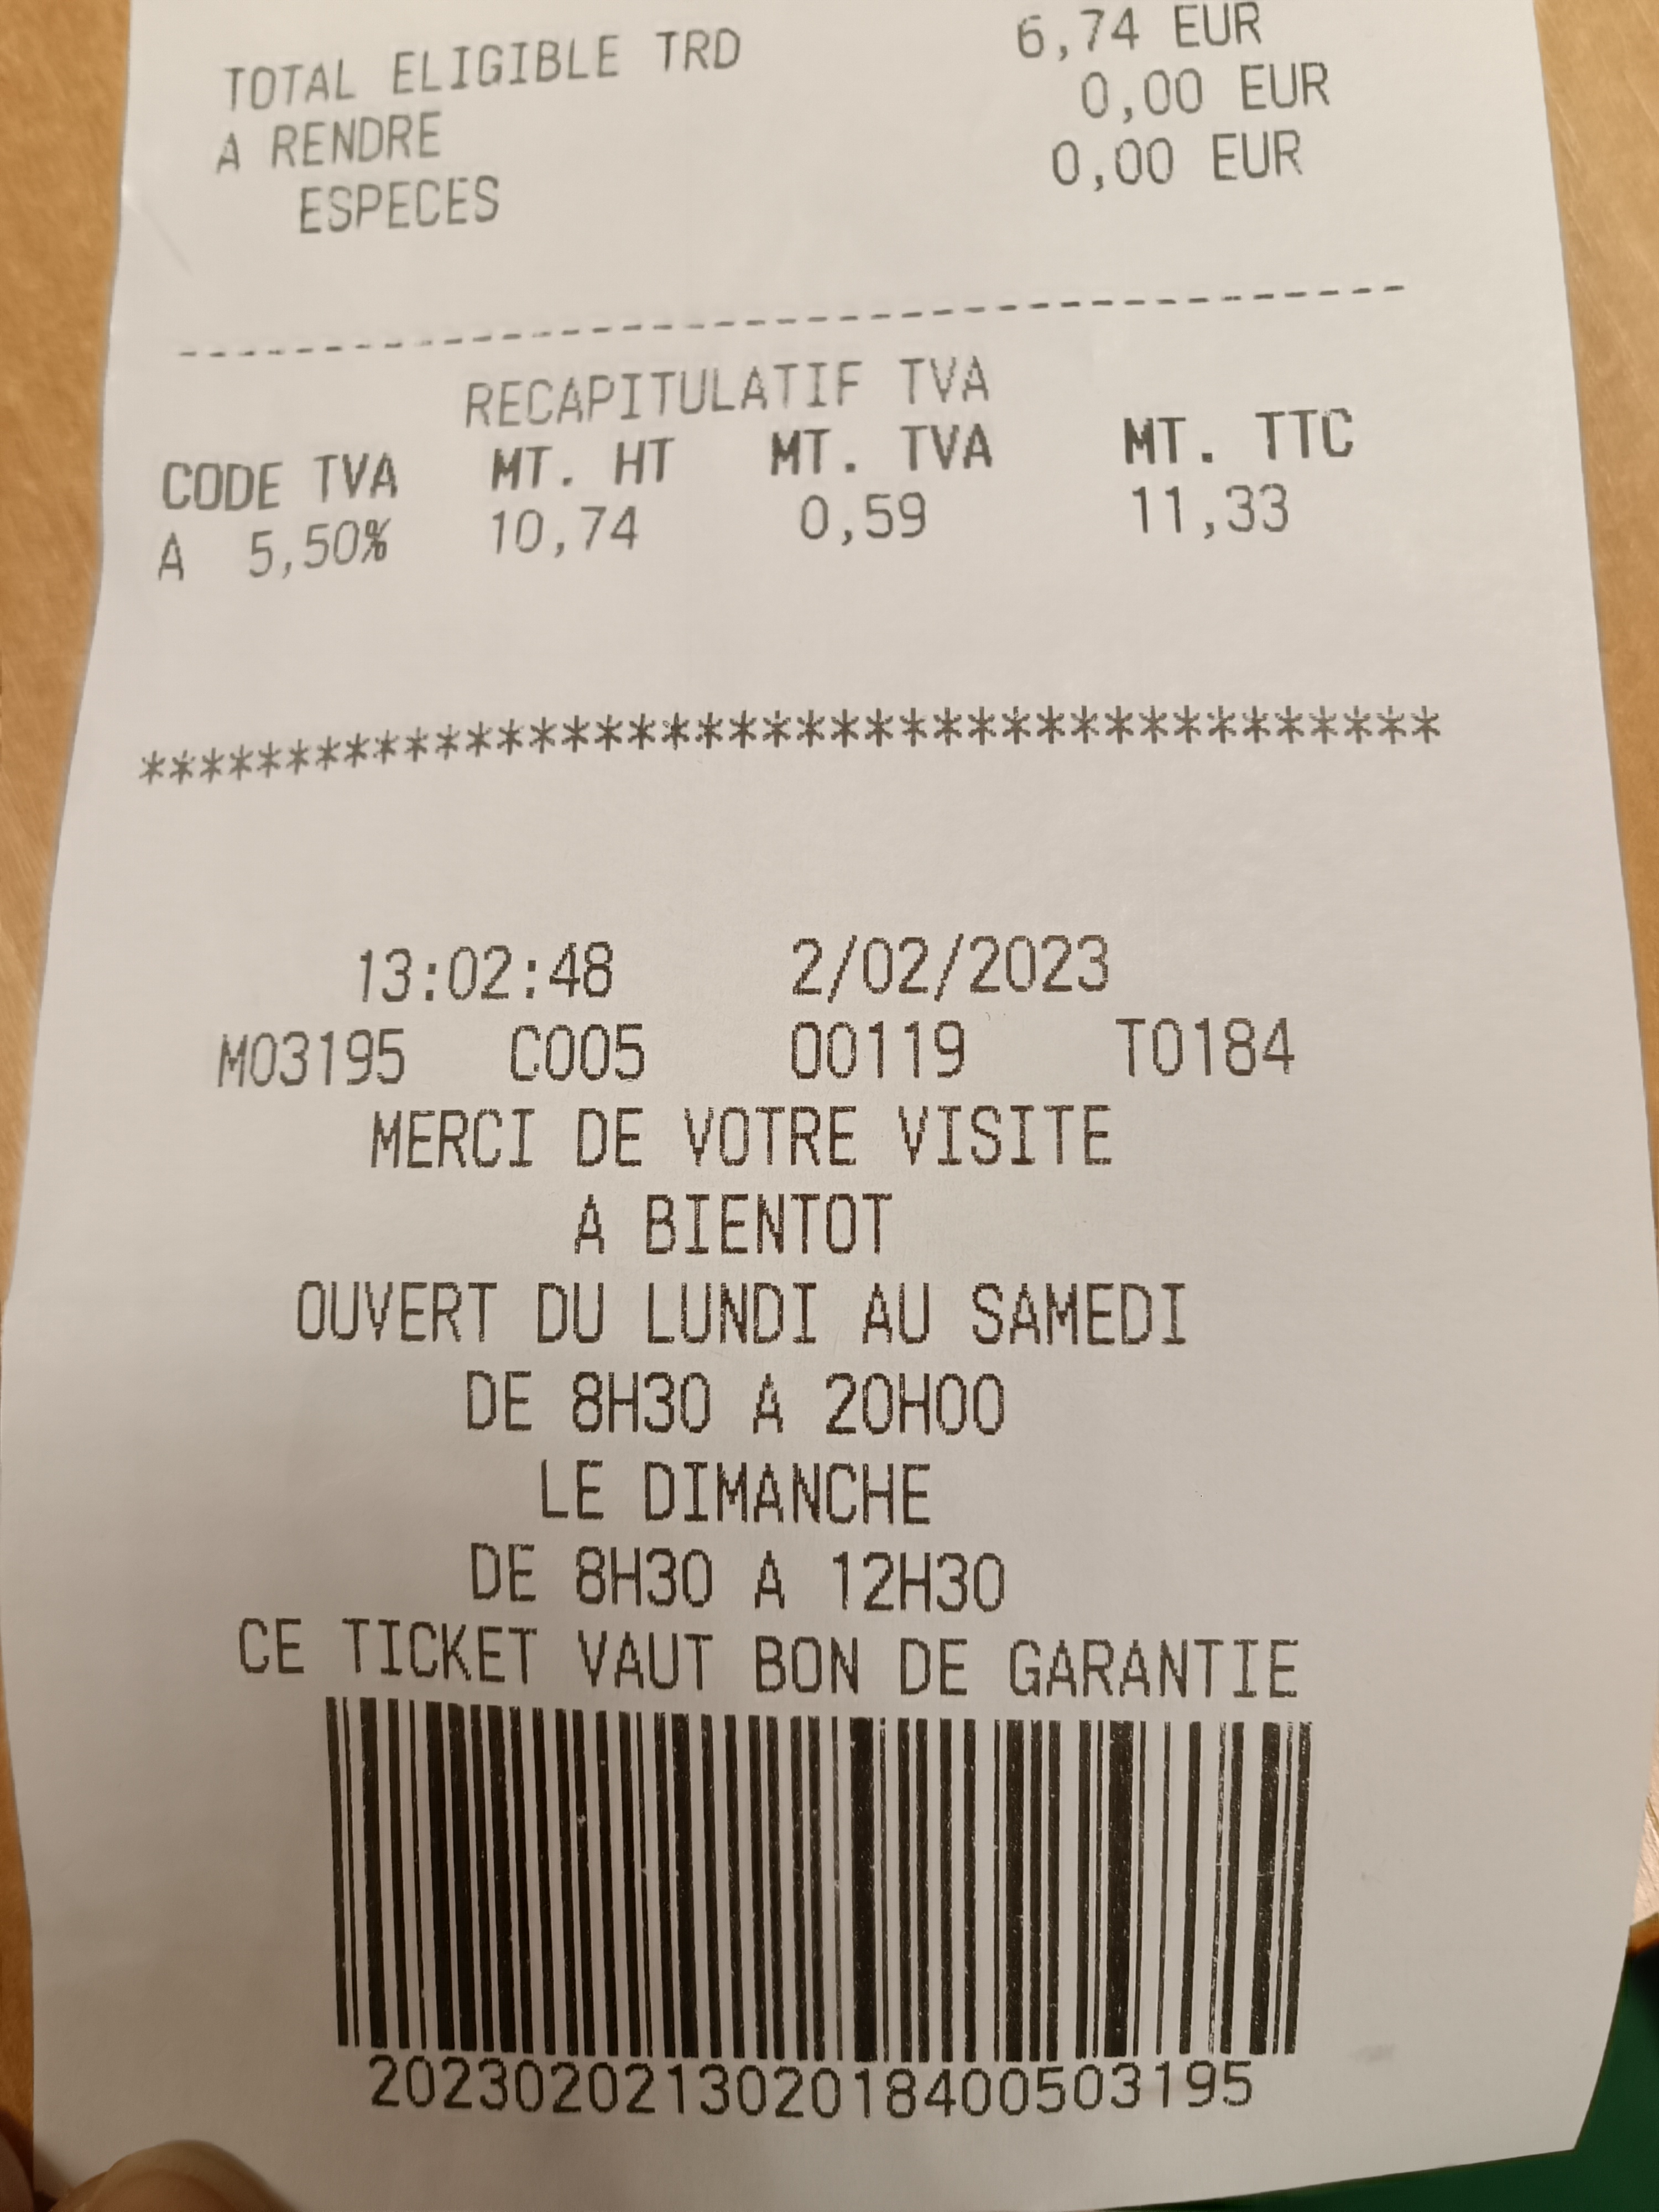 TOTAL ELIGIBLE TRD 6,74 EUR
A RENDRE 0,00 EUR
ESPECES 0,00 EUR
--------------------------------------
RECAPITULATIF TVA
CODE TVA MT. HT MT. TVA MT. TTC
A 5,50% 10,74 0,59 11,33
****************************************
13:02:48 2/02/2023
M03195 C005 00119 T0184
MERCI DE VOTRE VISITE
A BIENTOT
OUVERT DU LUNDI AU SAMEDI
DE 8H30 A 20H00
LE DIMANCHE
DE 8H30 A 12H30
CE TICKET VAUT BON DE GARANTIE
202302021302018400503195